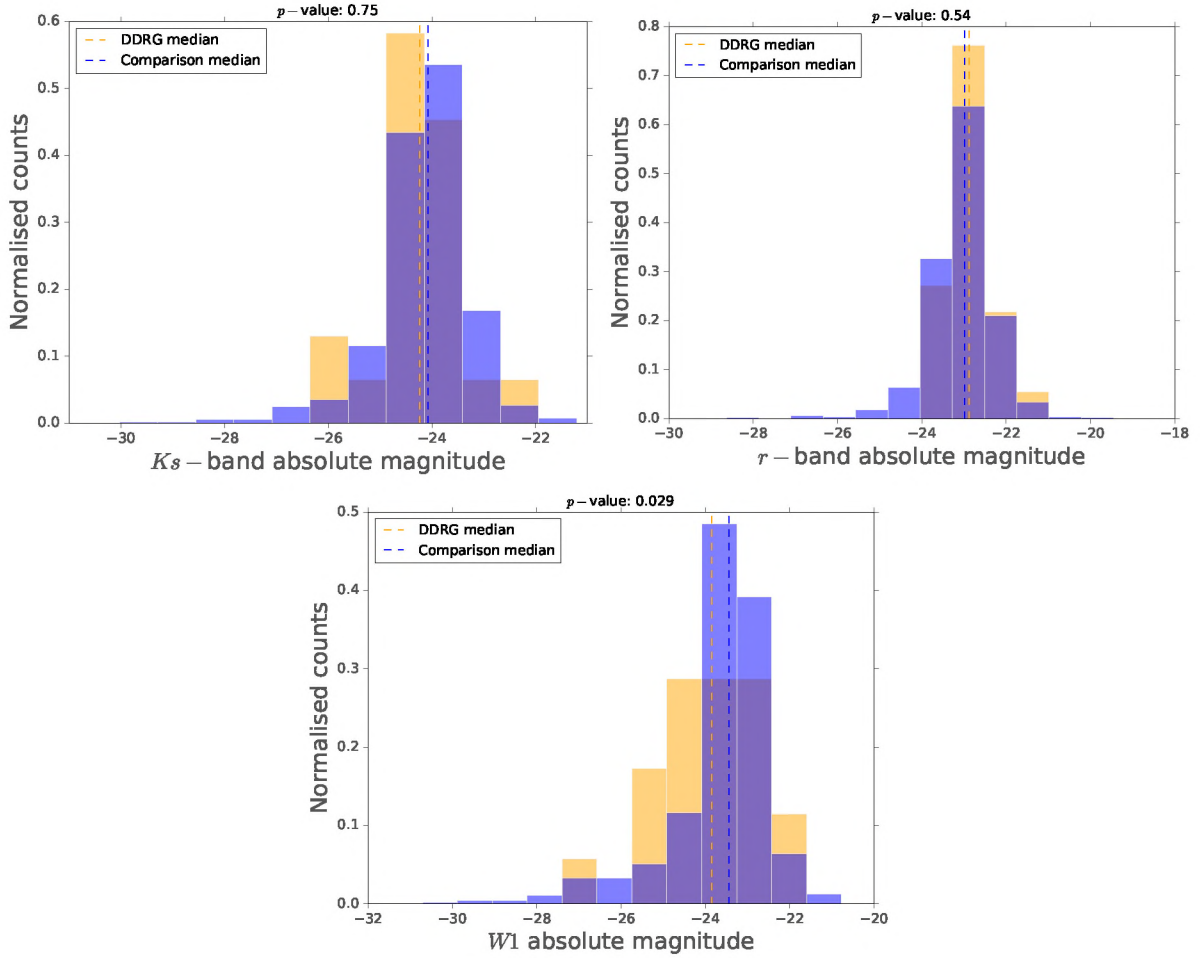 p − value: 0.75
DDRG median
Comparison median
Normalised counts
0.6
0.5
0.4
0.3
0.2
0.1
0.0
−30 −28 −26 −24 −22
Ks − band absolute magnitude
p − value: 0.54
DDRG median
Comparison median
Normalised counts
0.8
0.7
0.6
0.5
0.4
0.3
0.2
0.1
0.0
−30 −28 −26 −24 −22 −20 −18
r − band absolute magnitude
p − value: 0.029
DDRG median
Comparison median
Normalised counts
0.5
0.4
0.3
0.2
0.1
0.0
−32 −30 −28 −26 −24 −22 −20
W1 absolute magnitude